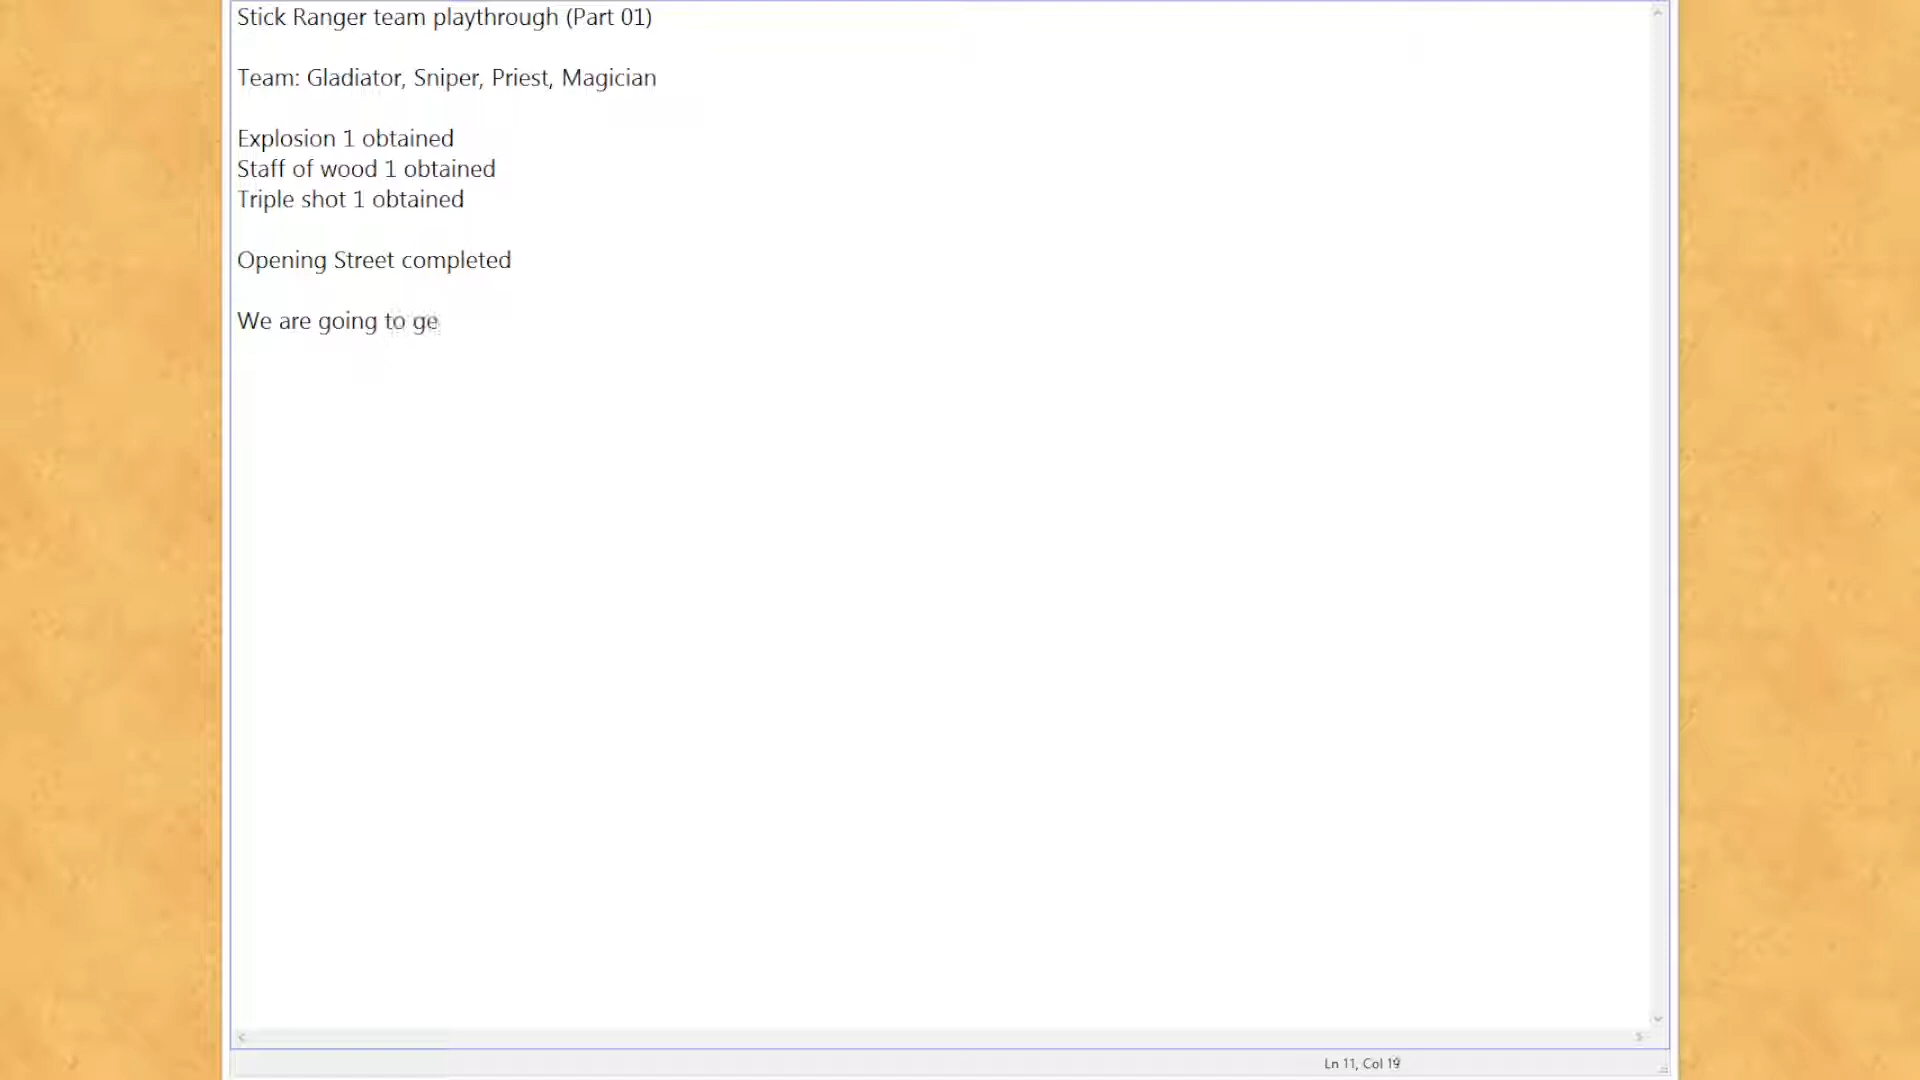 Stick Ranger team playthrough (Part 01)
Team: Gladiator, Sniper, Priest, Magician
Explosion 1 obtained
Staff of wood 1 obtained
Triple shot 1 obtained
Opening Street completed
We are going to ge
Ln 11, Col 19